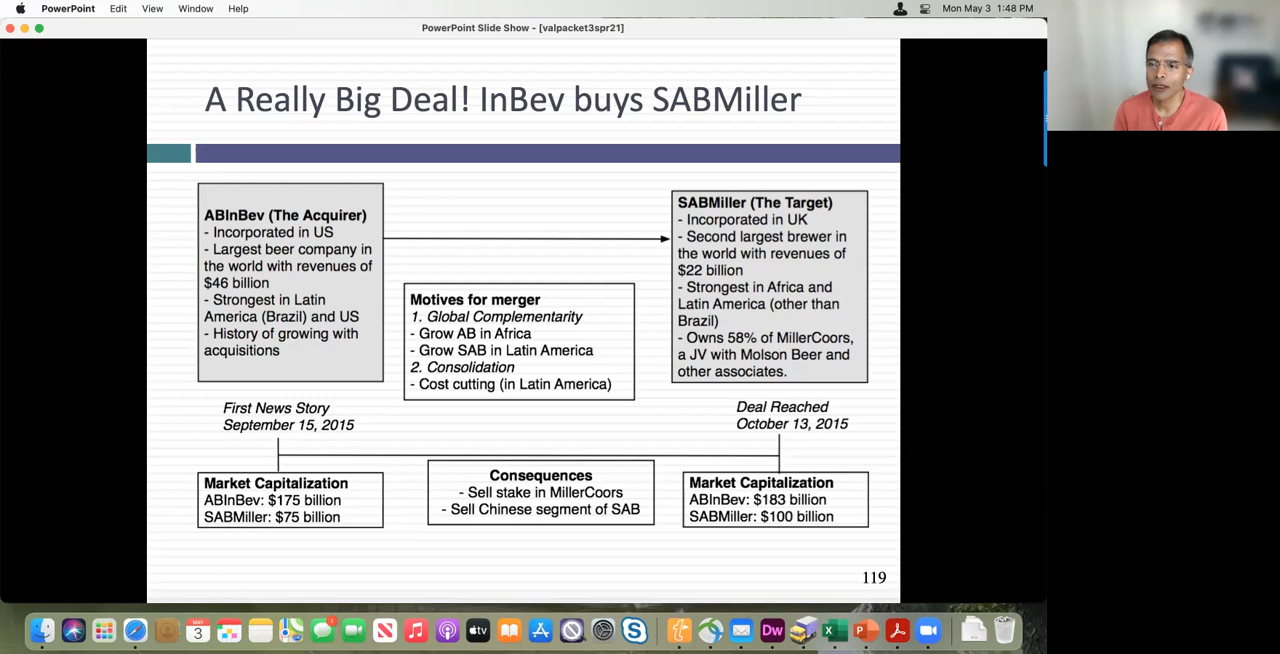 PowerPoint File Edit View Window Help
Mon May 3 1:48 PM
PowerPoint Slide Show - [valpacket3spr21]
A Really Big Deal! InBev buys SABMiller
ABInBev (The Acquirer)
- Incorporated in US
- Largest beer company in
the world with revenues of
$46 billion
- Strongest in Latin
America (Brazil) and US
- History of growing with
acquisitions
Motives for merger
1. Global Complementarity
- Grow AB in Africa
- Grow SAB in Latin America
2. Consolidation
- Cost cutting (in Latin America)
SABMiller (The Target)
- Incorporated in UK
- Second largest brewer in
the world with revenues of
$22 billion
- Strongest in Africa and
Latin America (other than
Brazil)
- Owns 58% of MillerCoors,
a JV with Molson Beer and
other associates.
First News Story
September 15, 2015
Deal Reached
October 13, 2015
Market Capitalization
ABInBev: $175 billion
SABMiller: $75 billion
Consequences
- Sell stake in MillerCoors
- Sell Chinese segment of SAB
Market Capitalization
ABInBev: $183 billion
SABMiller: $100 billion
119
MAY
3
tv
Dw